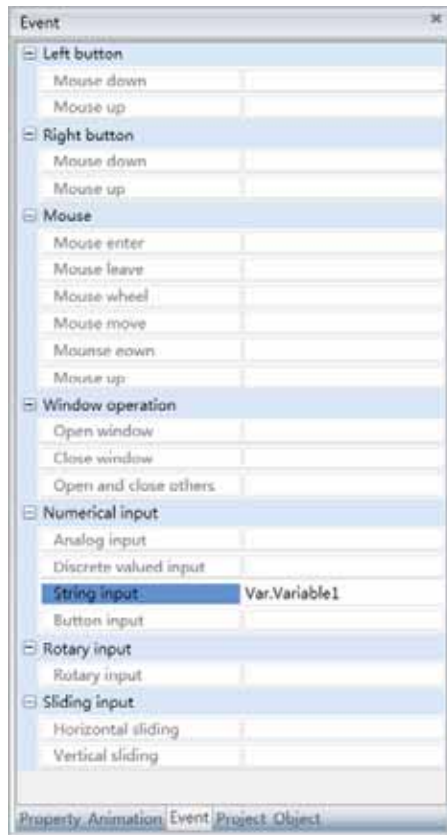 Event
Left button
Mouse down
Mouse up
Right button
Mouse down
Mouse up
Mouse
Mouse enter
Mouse leave
Mouse wheel
Mouse move
Mounse eown
Mouse up
Window operation
Open window
Close window
Open and close others
Numerical input
Analog input
Discrete valued input
String input Var.Variable1
Button input
Rotary input
Rotary input
Sliding input
Horizontal sliding
Vertical sliding
Property Animation Event Project Object